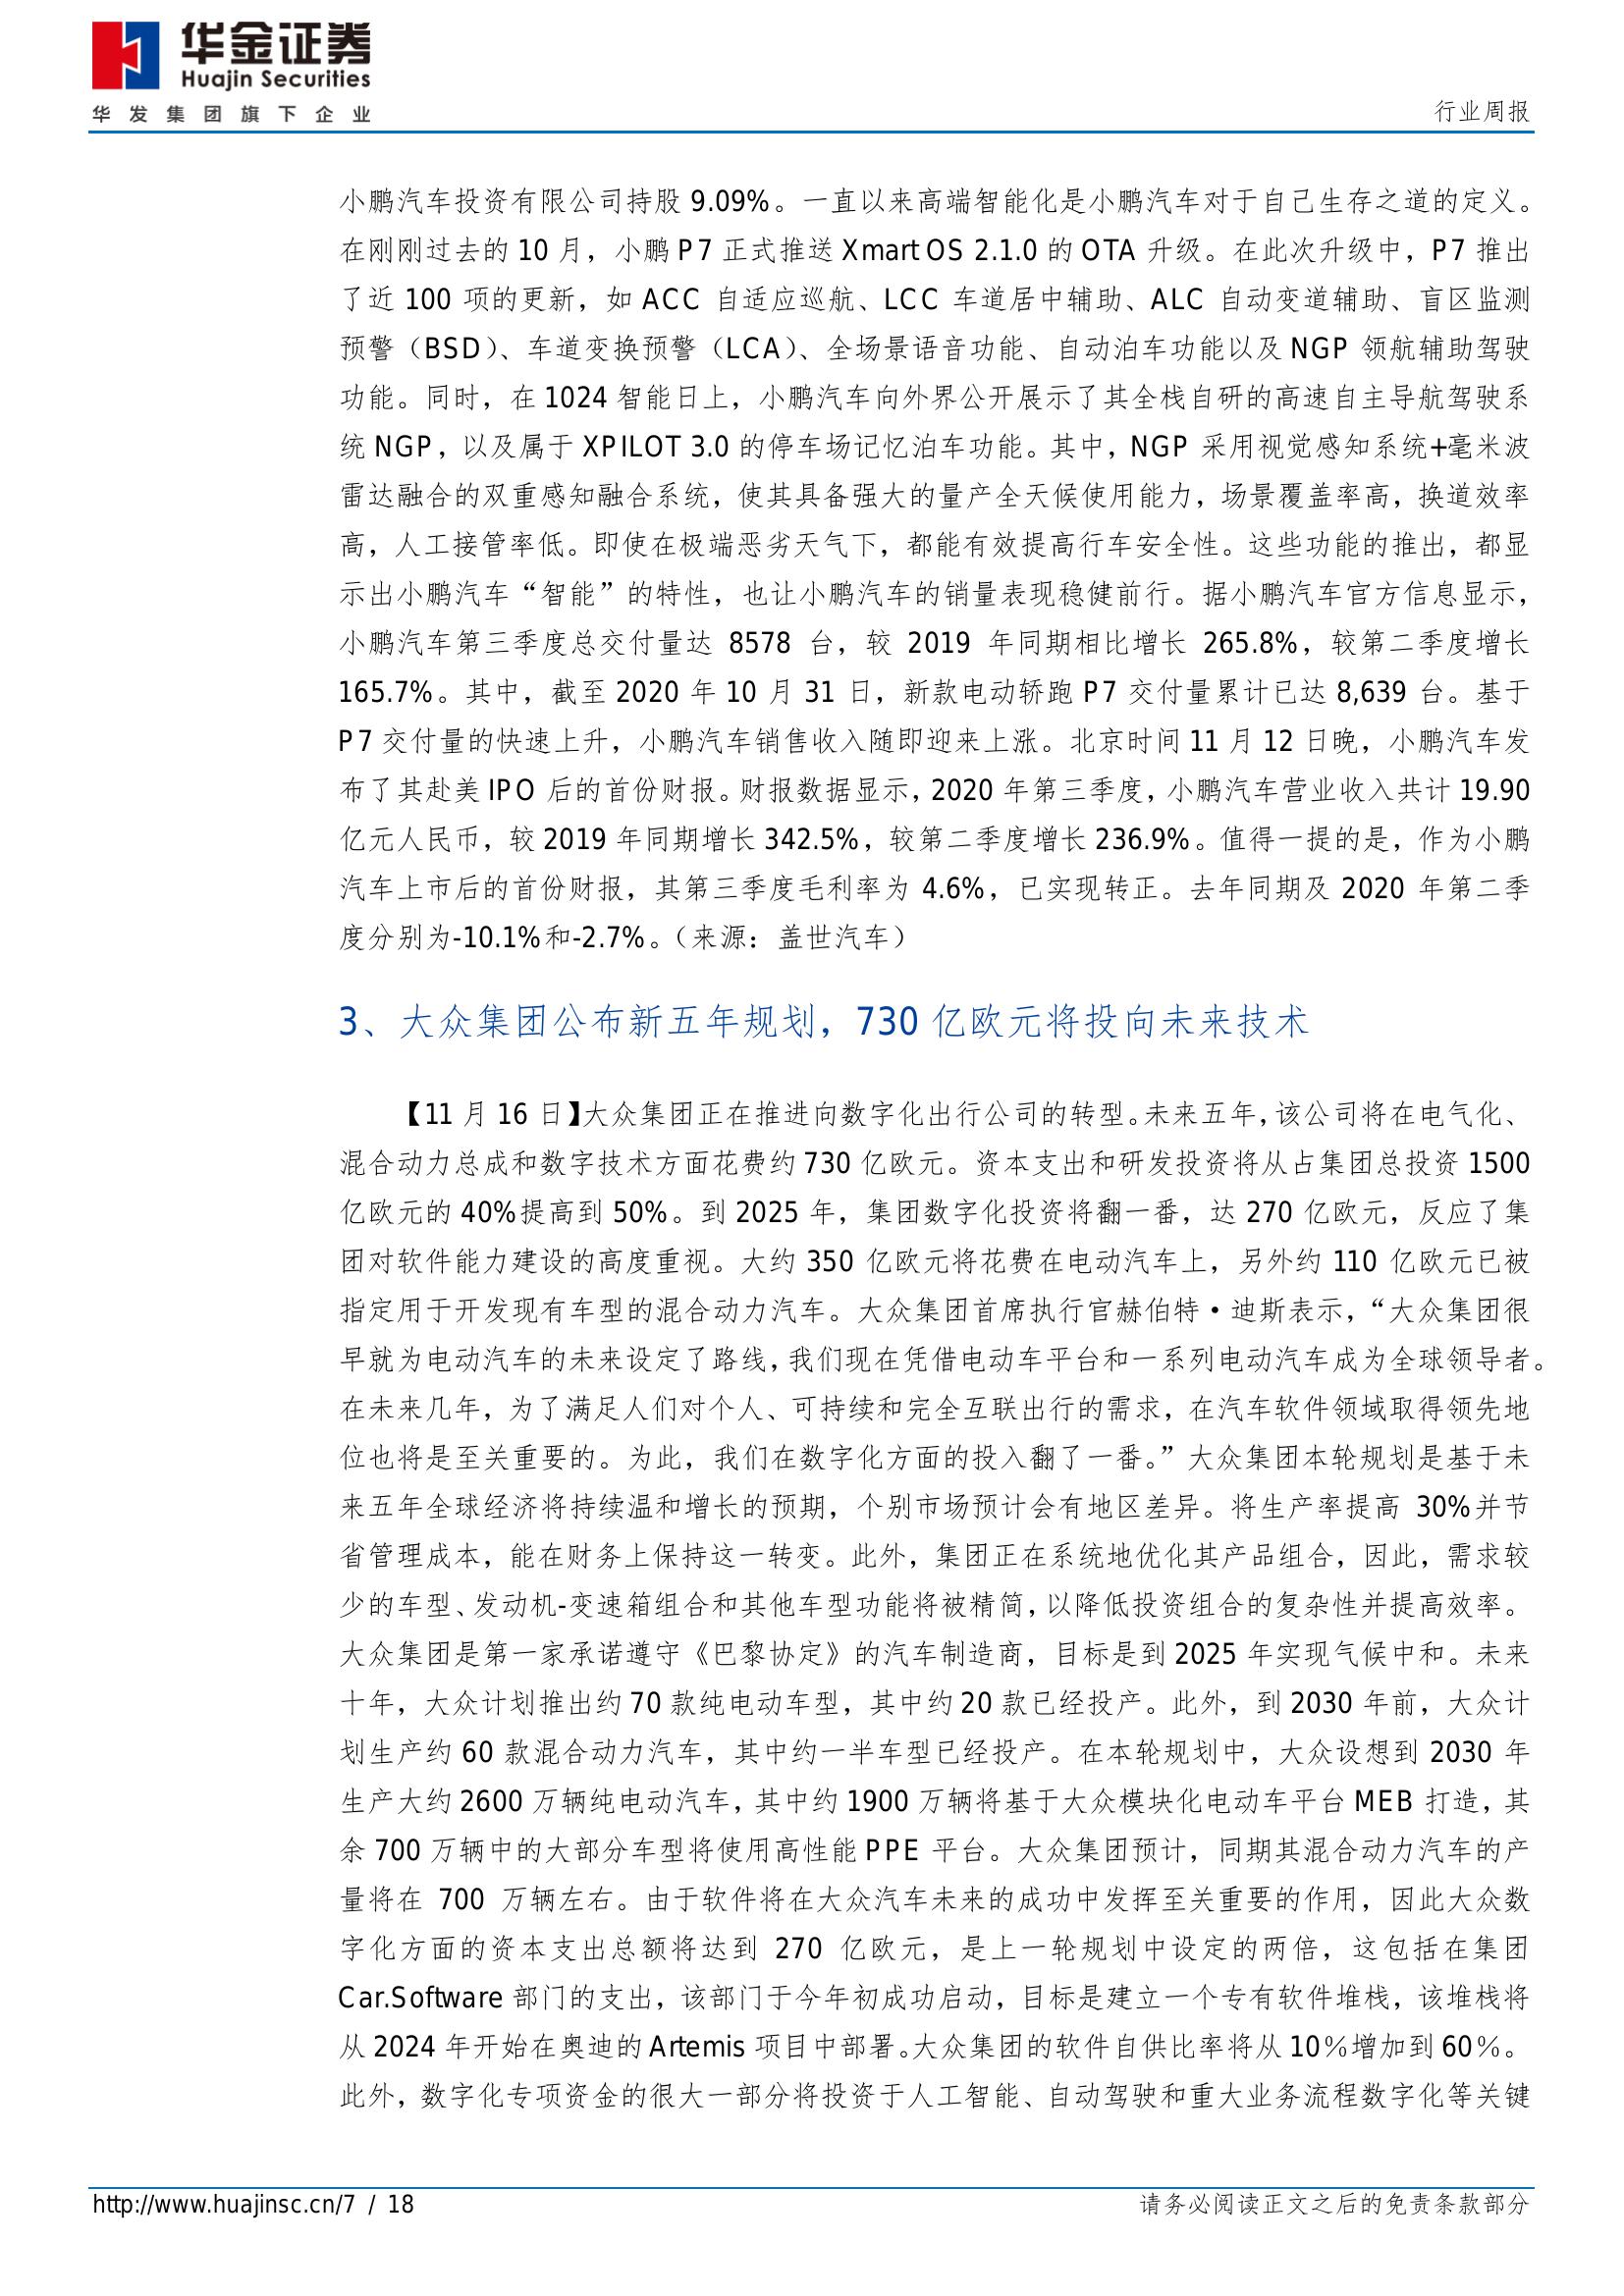 华金证券
Huajin Securities
华发集团旗下企业
行业周报
小鹏汽车投资有限公司持股 9.09%。一直以来高端智能化是小鹏汽车对于自己生存之道的定义。
在刚刚过去的 10 月，小鹏 P7 正式推送 Xmart OS 2.1.0 的 OTA 升级。在此次升级中，P7 推出
了近 100 项的更新，如 ACC 自适应巡航、LCC 车道居中辅助、ALC 自动变道辅助、盲区监测
预警（BSD）、车道变换预警（LCA）、全场景语音功能、自动泊车功能以及 NGP 领航辅助驾驶
功能。同时，在 1024 智能日上，小鹏汽车向外界公开展示了其全栈自研的高速自主导航驾驶系
统 NGP，以及属于 XPILOT 3.0 的停车场记忆泊车功能。其中，NGP 采用视觉感知系统+毫米波
雷达融合的双重感知融合系统，使其具备强大的量产全天候使用能力，场景覆盖率高，换道效率
高，人工接管率低。即使在极端恶劣天气下，都能有效提高行车安全性。这些功能的推出，都显
示出小鹏汽车“智能”的特性，也让小鹏汽车的销量表现稳健前行。据小鹏汽车官方信息显示，
小鹏汽车第三季度总交付量达 8578 台，较 2019 年同期相比增长 265.8%，较第二季度增长
165.7%。其中，截至 2020 年 10 月 31 日，新款电动轿跑 P7 交付量累计已达 8,639 台。基于
P7 交付量的快速上升，小鹏汽车销售收入随即迎来上涨。北京时间 11 月 12 日晚，小鹏汽车发
布了其赴美 IPO 后的首份财报。财报数据显示，2020 年第三季度，小鹏汽车营业收入共计 19.90
亿元人民币，较 2019 年同期增长 342.5%，较第二季度增长 236.9%。值得一提的是，作为小鹏
汽车上市后的首份财报，其第三季度毛利率为 4.6%，已实现转正。去年同期及 2020 年第二季
度分别为-10.1%和-2.7%。（来源：盖世汽车）
3、大众集团公布新五年规划，730 亿欧元将投向未来技术
【11 月 16 日】大众集团正在推进向数字化出行公司的转型。未来五年，该公司将在电气化、
混合动力总成和数字技术方面花费约 730 亿欧元。资本支出和研发投资将从占集团总投资 1500
亿欧元的 40%提高到 50%。到 2025 年，集团数字化投资将翻一番，达 270 亿欧元，反应了集
团对软件能力建设的高度重视。大约 350 亿欧元将花费在电动汽车上，另外约 110 亿欧元已被
指定用于开发现有车型的混合动力汽车。大众集团首席执行官赫伯特·迪斯表示，“大众集团很
早就为电动汽车的未来设定了路线，我们现在凭借电动车平台和一系列电动汽车成为全球领导者。
在未来几年，为了满足人们对个人、可持续和完全互联出行的需求，在汽车软件领域取得领先地
位也将是至关重要的。为此，我们在数字化方面的投入翻了一番。”大众集团本轮规划是基于未
来五年全球经济将持续温和增长的预期，个别市场预计会有地区差异。将生产率提高 30%并节
省管理成本，能在财务上保持这一转变。此外，集团正在系统地优化其产品组合，因此，需求较
少的车型、发动机-变速箱组合和其他车型功能将被精简，以降低投资组合的复杂性并提高效率。
大众集团是第一家承诺遵守《巴黎协定》的汽车制造商，目标是到 2025 年实现气候中和。未来
十年，大众计划推出约 70 款纯电动车型，其中约 20 款已经投产。此外，到 2030 年前，大众计
划生产约 60 款混合动力汽车，其中约一半车型已经投产。在本轮规划中，大众设想到 2030 年
生产大约 2600 万辆纯电动汽车，其中约 1900 万辆将基于大众模块化电动车平台 MEB 打造，其
余 700 万辆中的大部分车型将使用高性能 PPE 平台。大众集团预计，同期其混合动力汽车的产
量将在 700 万辆左右。由于软件将在大众汽车未来的成功中发挥至关重要的作用，因此大众数
字化方面的资本支出总额将达到 270 亿欧元，是上一轮规划中设定的两倍，这包括在集团
Car.Software 部门的支出，该部门于今年初成功启动，目标是建立一个专有软件堆栈，该堆栈将
从 2024 年开始在奥迪的 Artemis 项目中部署。大众集团的软件自供比率将从 10％增加到 60％。
此外，数字化专项资金的很大一部分将投资于人工智能、自动驾驶和重大业务流程数字化等关键
http://www.huajinsc.cn/7 / 18
请务必阅读正文之后的免责条款部分